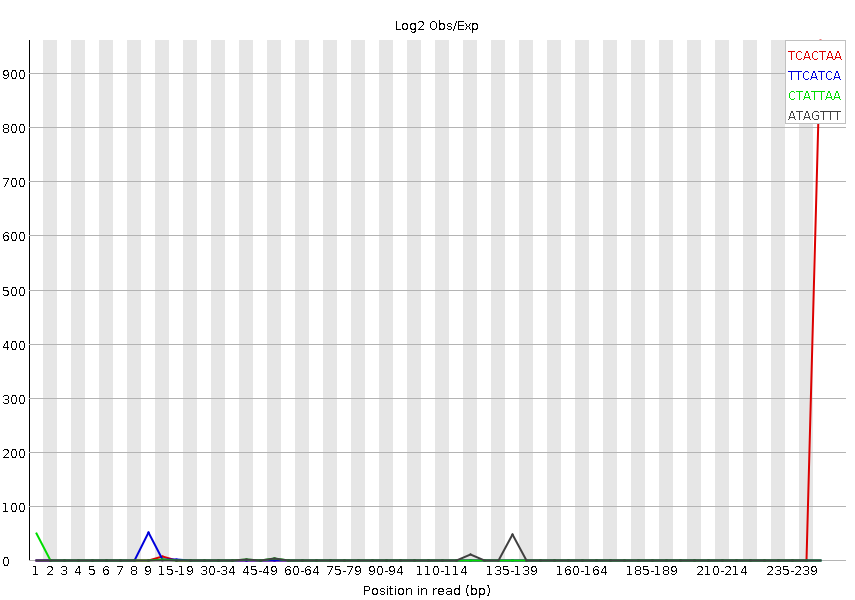 Log2 Obs/Exp
TCACTAA
TTCATCA
CTATTAA
ATAGTTT
900
800
700
600
500
400
300
200
100
0
1 2 3 4 5 6 7 8 9 15-19 30-34 45-49 60-64 75-79 90-94 110-114 135-139 160-164 185-189 210-214 235-239
Position in read (bp)